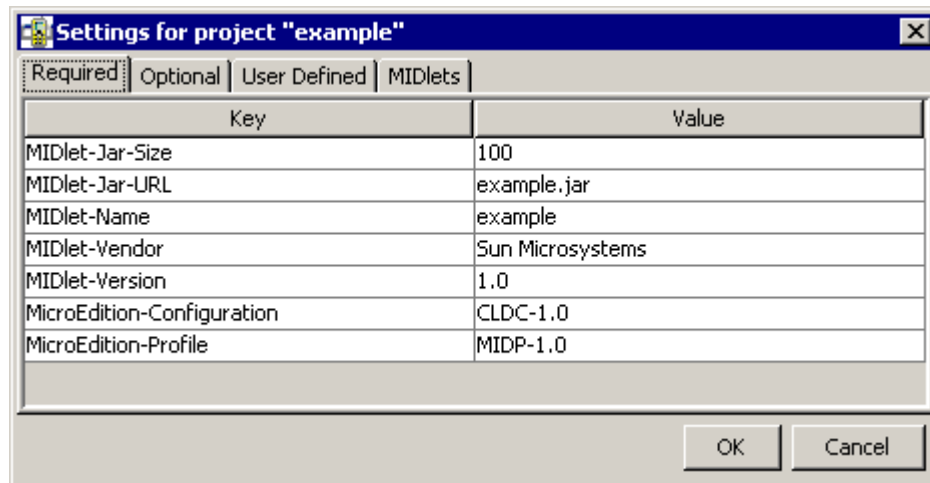 Settings for project "example"
Required Optional User Defined MIDlets
Key Value
MIDlet-Jar-Size 100
MIDlet-Jar-URL example.jar
MIDlet-Name example
MIDlet-Vendor Sun Microsystems
MIDlet-Version 1.0
MicroEdition-Configuration CLDC-1.0
MicroEdition-Profile MIDP-1.0
OK Cancel